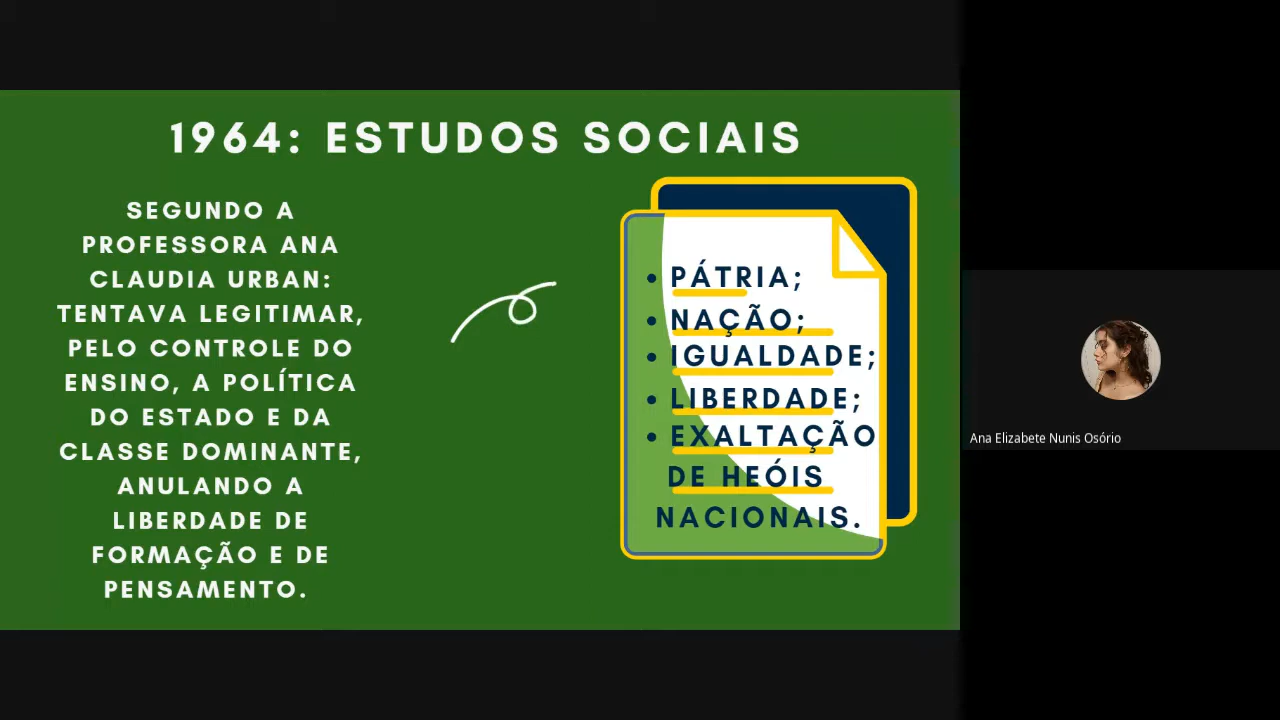 1964: ESTUDOS SOCIAIS
SEGUNDO A
PROFESSORA ANA
CLAUDIA URBAN:
TENTAVA LEGITIMAR,
PELO CONTROLE DO
ENSINO, A POLÍTICA
DO ESTADO E DA
CLASSE DOMINANTE,
ANULANDO A
LIBERDADE DE
FORMAÇÃO E DE
PENSAMENTO.
• PÁTRIA;
• NAÇÃO;
• IGUALDADE;
• LIBERDADE;
• EXALTAÇÃO
DE HEÓIS
NACIONAIS.
Ana Elizabete Nunis Osório